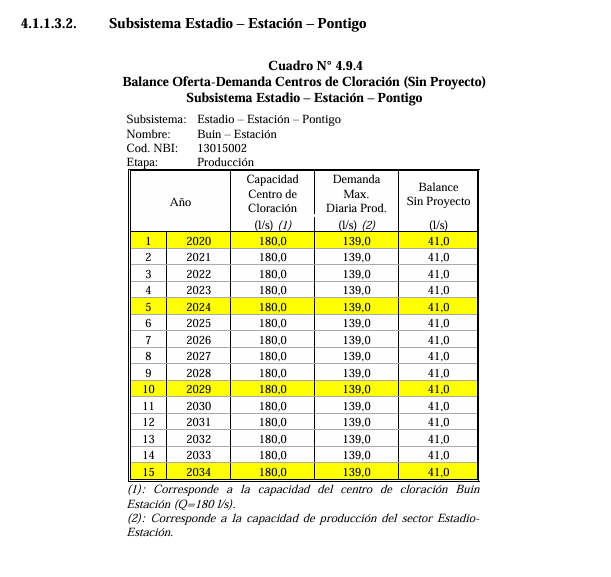 4.1.1.3.2. Subsistema Estadio – Estación – Pontigo
Cuadro N° 4.9.4
Balance Oferta-Demanda Centros de Cloración (Sin Proyecto)
Subsistema Estadio – Estación – Pontigo
Subsistema: Estadio – Estación – Pontigo
Nombre: Buin – Estación
Cod. NBI: 13015002
Etapa: Producción
Año Capacidad Centro de Cloración (l/s) (1) Demanda Max. Diaria Prod. (l/s) (2) Balance Sin Proyecto (l/s)
1 2020 180,0 139,0 41,0
2 2021 180,0 139,0 41,0
3 2022 180,0 139,0 41,0
4 2023 180,0 139,0 41,0
5 2024 180,0 139,0 41,0
6 2025 180,0 139,0 41,0
7 2026 180,0 139,0 41,0
8 2027 180,0 139,0 41,0
9 2028 180,0 139,0 41,0
10 2029 180,0 139,0 41,0
11 2030 180,0 139,0 41,0
12 2031 180,0 139,0 41,0
13 2032 180,0 139,0 41,0
14 2033 180,0 139,0 41,0
15 2034 180,0 139,0 41,0
(1): Corresponde a la capacidad del centro de cloración Buin
Estación (Q=180 l/s).
(2): Corresponde a la capacidad de producción del sector Estadio-
Estación.